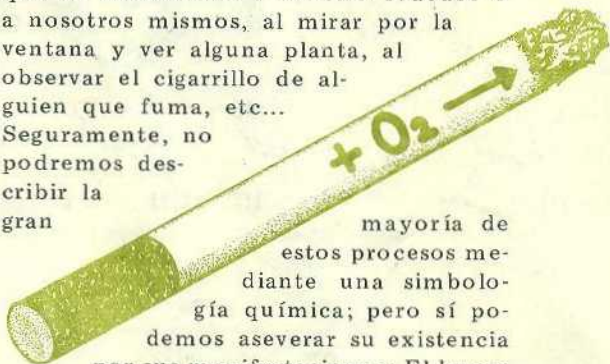 a nosotros mismos, al mirar por la
ventana y ver alguna planta, al
observar el cigarrillo de al-
guien que fuma, etc...
Seguramente, no
podremos des-
cribir la
gran
+ O₂ →
mayoría de
estos procesos me-
diante una simbolo-
gía química; pero sí po-
demos aseverar su existencia